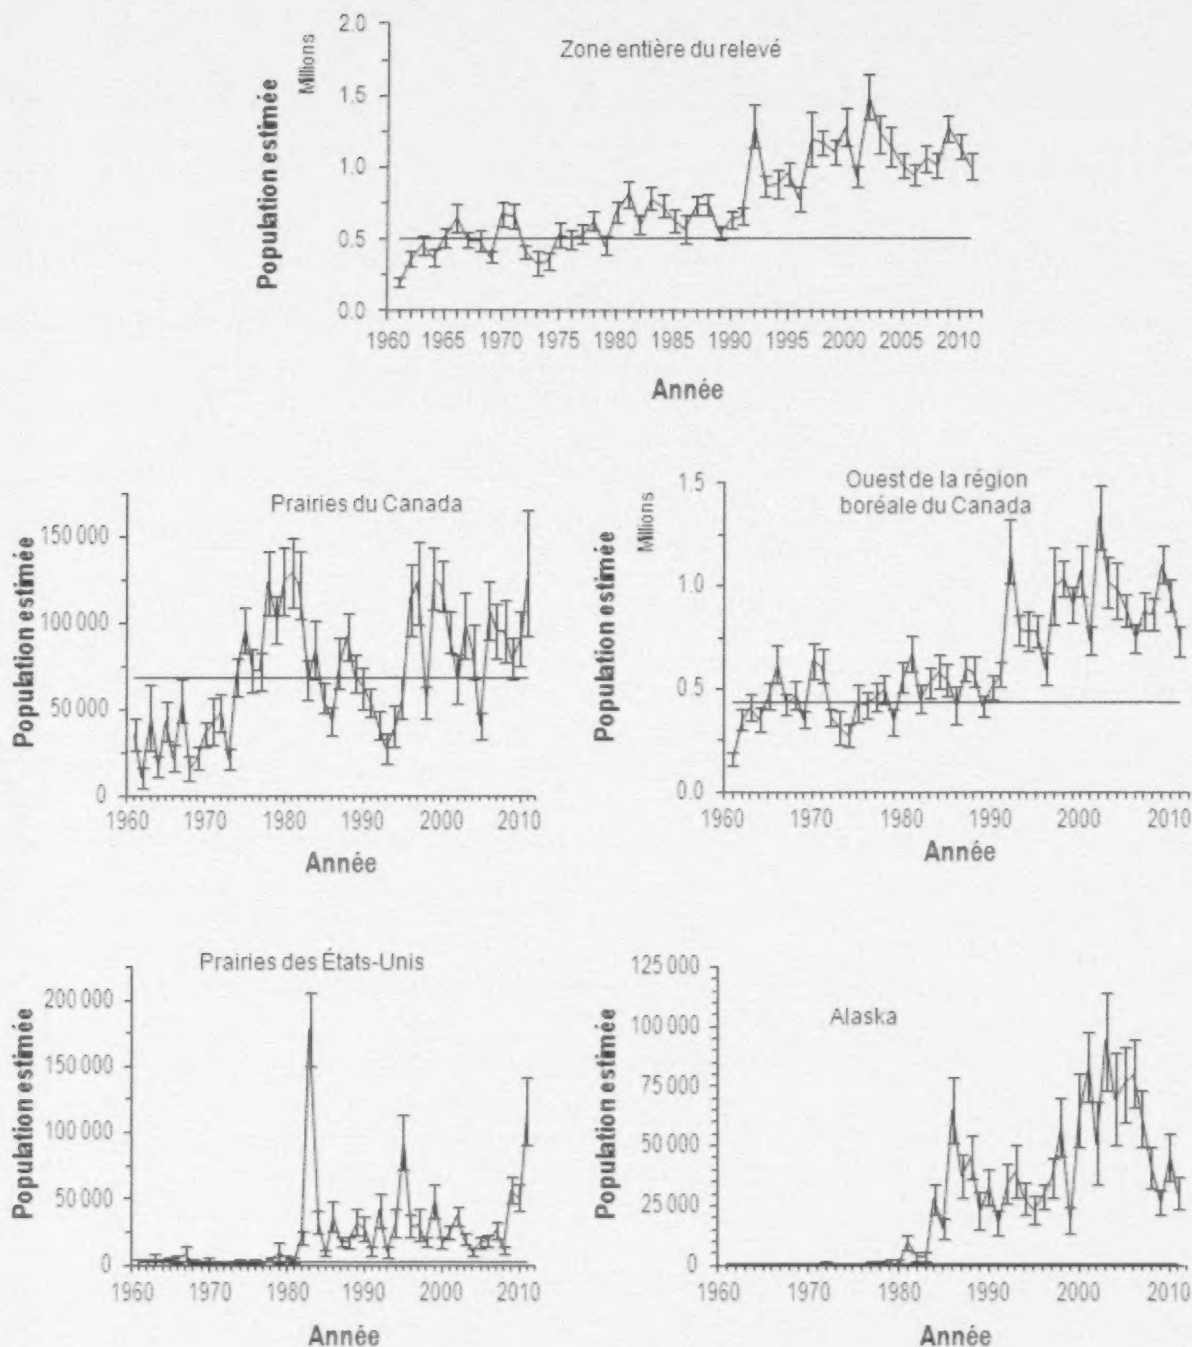 Zone entière du relevé
Millions
Population estimée
2.0
1.5
1.0
0.5
0.0
1960 1965 1970 1975 1980 1985 1990 1995 2000 2005 2010
Année
Prairies du Canada
Population estimée
150 000
100 000
50 000
0
1960 1970 1980 1990 2000 2010
Année
Ouest de la région
boréale du Canada
Millions
Population estimée
1.5
1.0
0.5
0.0
1960 1970 1980 1990 2000 2010
Année
Prairies des États-Unis
Population estimée
200 000
150 000
100 000
50 000
0
1960 1970 1980 1990 2000 2010
Année
Alaska
Population estimée
125 000
100 000
75 000
50 000
25 000
0
1960 1970 1980 1990 2000 2010
Année